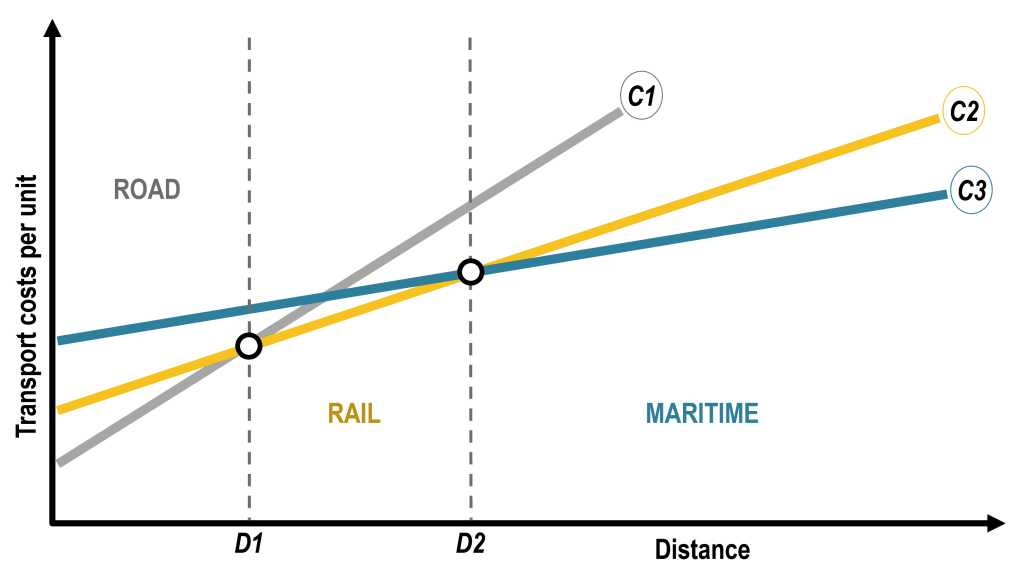 C1
C2
ROAD
C3
Transport costs per unit
RAIL
MARITIME
D1
D2
Distance